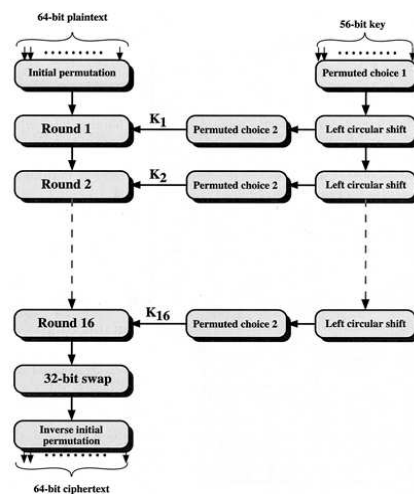 64-bit plaintext
56-bit key
Initial permutation
Permuted choice 1
Round 1
K1
Permuted choice 2
Left circular shift
Round 2
K2
Permuted choice 2
Left circular shift
Round 16
K16
Permuted choice 2
Left circular shift
32-bit swap
Inverse initial
permutation
64-bit ciphertext